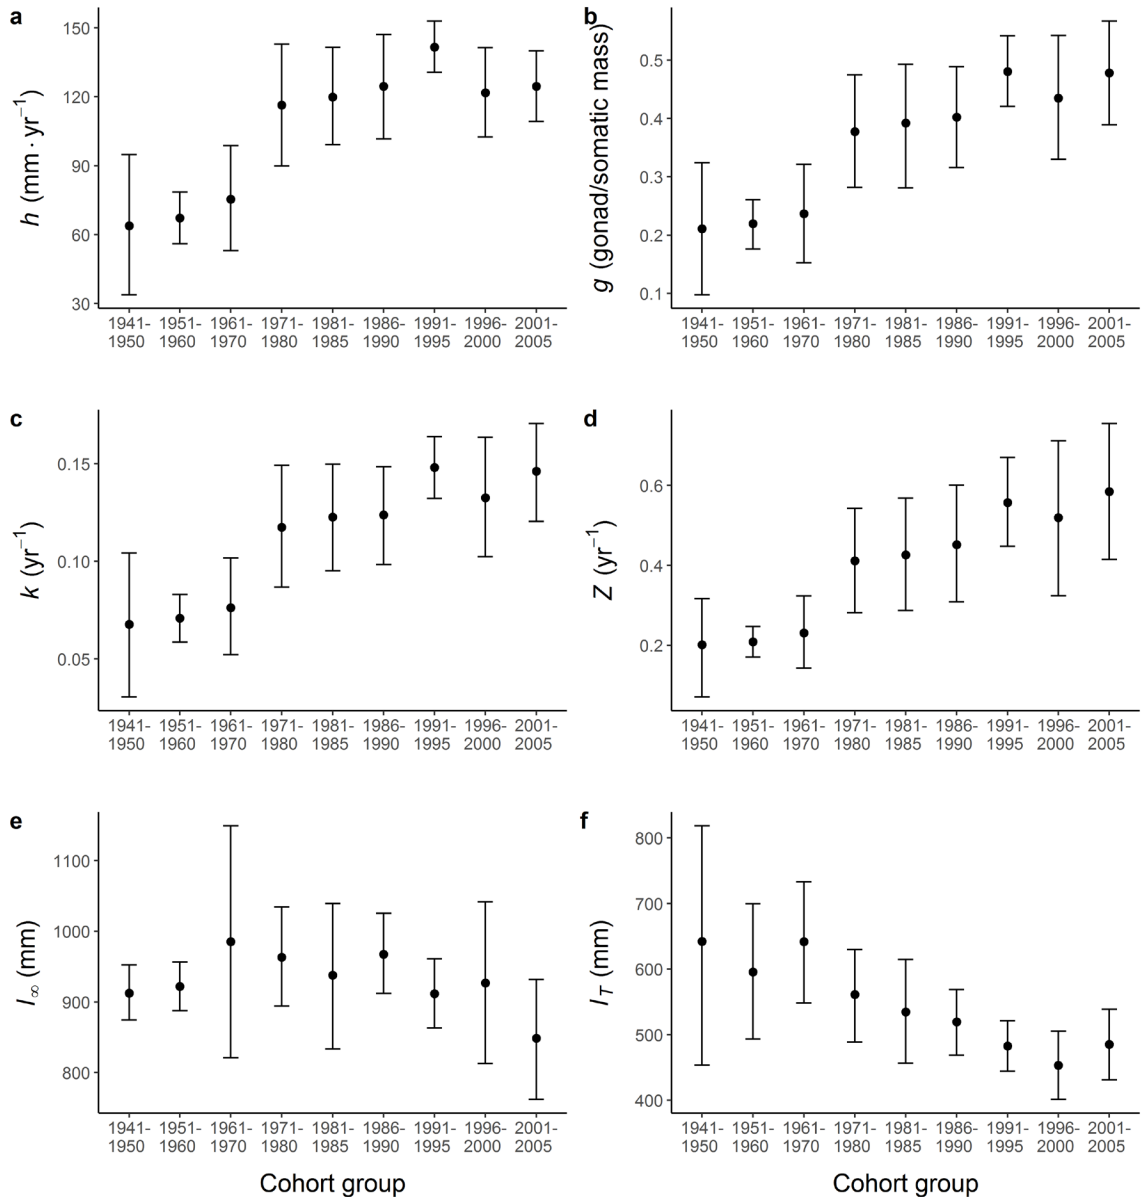 a
h (mm · yr⁻¹)
150
120
90
60
30
1941- 1951- 1961- 1971- 1981- 1986- 1991- 1996- 2001-
1950 1960 1970 1980 1985 1990 1995 2000 2005
b
g (gonad/somatic mass)
0.5
0.4
0.3
0.2
0.1
1941- 1951- 1961- 1971- 1981- 1986- 1991- 1996- 2001-
1950 1960 1970 1980 1985 1990 1995 2000 2005
c
k (yr⁻¹)
0.15
0.10
0.05
1941- 1951- 1961- 1971- 1981- 1986- 1991- 1996- 2001-
1950 1960 1970 1980 1985 1990 1995 2000 2005
d
Z (yr⁻¹)
0.6
0.4
0.2
1941- 1951- 1961- 1971- 1981- 1986- 1991- 1996- 2001-
1950 1960 1970 1980 1985 1990 1995 2000 2005
e
l∞ (mm)
1100
1000
900
800
1941- 1951- 1961- 1971- 1981- 1986- 1991- 1996- 2001-
1950 1960 1970 1980 1985 1990 1995 2000 2005
Cohort group
f
l_T (mm)
800
700
600
500
400
1941- 1951- 1961- 1971- 1981- 1986- 1991- 1996- 2001-
1950 1960 1970 1980 1985 1990 1995 2000 2005
Cohort group